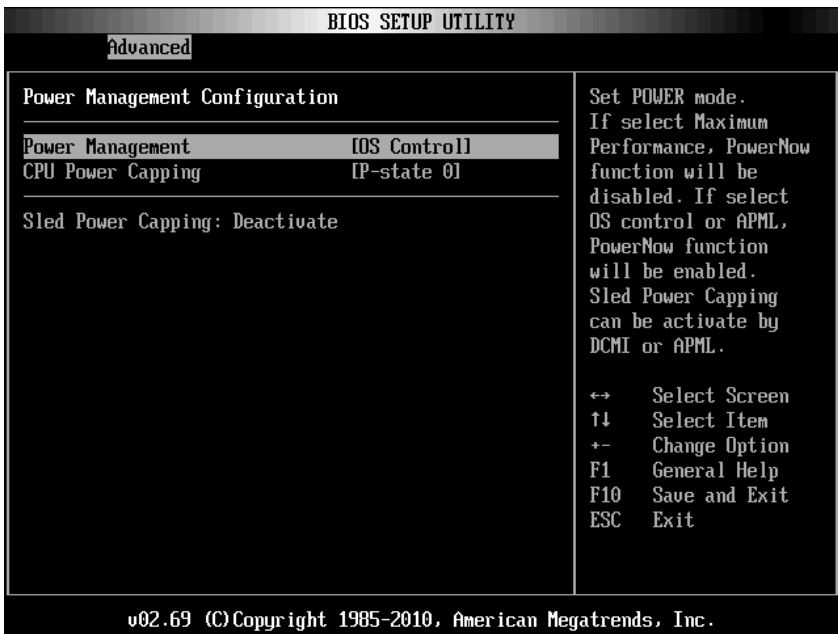 BIOS SETUP UTILITY
Advanced
Power Management Configuration
Power Management [OS Control]
CPU Power Capping [P-state 0]
Sled Power Capping: Deactivate
Set POWER mode.
If select Maximum
Performance, PowerNow
function will be
disabled. If select
OS control or APML,
PowerNow function
will be enabled.
Sled Power Capping
can be activate by
DCMI or APML.
↔ Select Screen
↑↓ Select Item
+- Change Option
F1 General Help
F10 Save and Exit
ESC Exit
v02.69 (C)Copyright 1985-2010, American Megatrends, Inc.